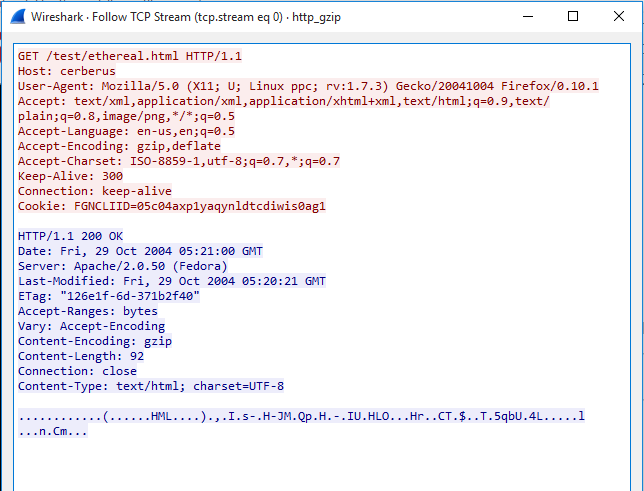 Wireshark · Follow TCP Stream (tcp.stream eq 0) · http_gzip
GET /test/ethereal.html HTTP/1.1
Host: cerberus
User-Agent: Mozilla/5.0 (X11; U; Linux ppc; rv:1.7.3) Gecko/20041004 Firefox/0.10.1
Accept: text/xml,application/xml,application/xhtml+xml,text/html;q=0.9,text/
plain;q=0.8,image/png,*/*;q=0.5
Accept-Language: en-us,en;q=0.5
Accept-Encoding: gzip,deflate
Accept-Charset: ISO-8859-1,utf-8;q=0.7,*;q=0.7
Keep-Alive: 300
Connection: keep-alive
Cookie: FGNCLIID=05c04axp1yaqynldtcdiwis0ag1
HTTP/1.1 200 OK
Date: Fri, 29 Oct 2004 05:21:00 GMT
Server: Apache/2.0.50 (Fedora)
Last-Modified: Fri, 29 Oct 2004 05:20:21 GMT
ETag: "126e1f-6d-371b2f40"
Accept-Ranges: bytes
Vary: Accept-Encoding
Content-Encoding: gzip
Content-Length: 92
Connection: close
Content-Type: text/html; charset=UTF-8
............(......HML....).,.I.s-.H-JM.Qp.H.-.IU.HLO...Hr..CT.$..T.5qbU.4L.....l
...n.Cm...